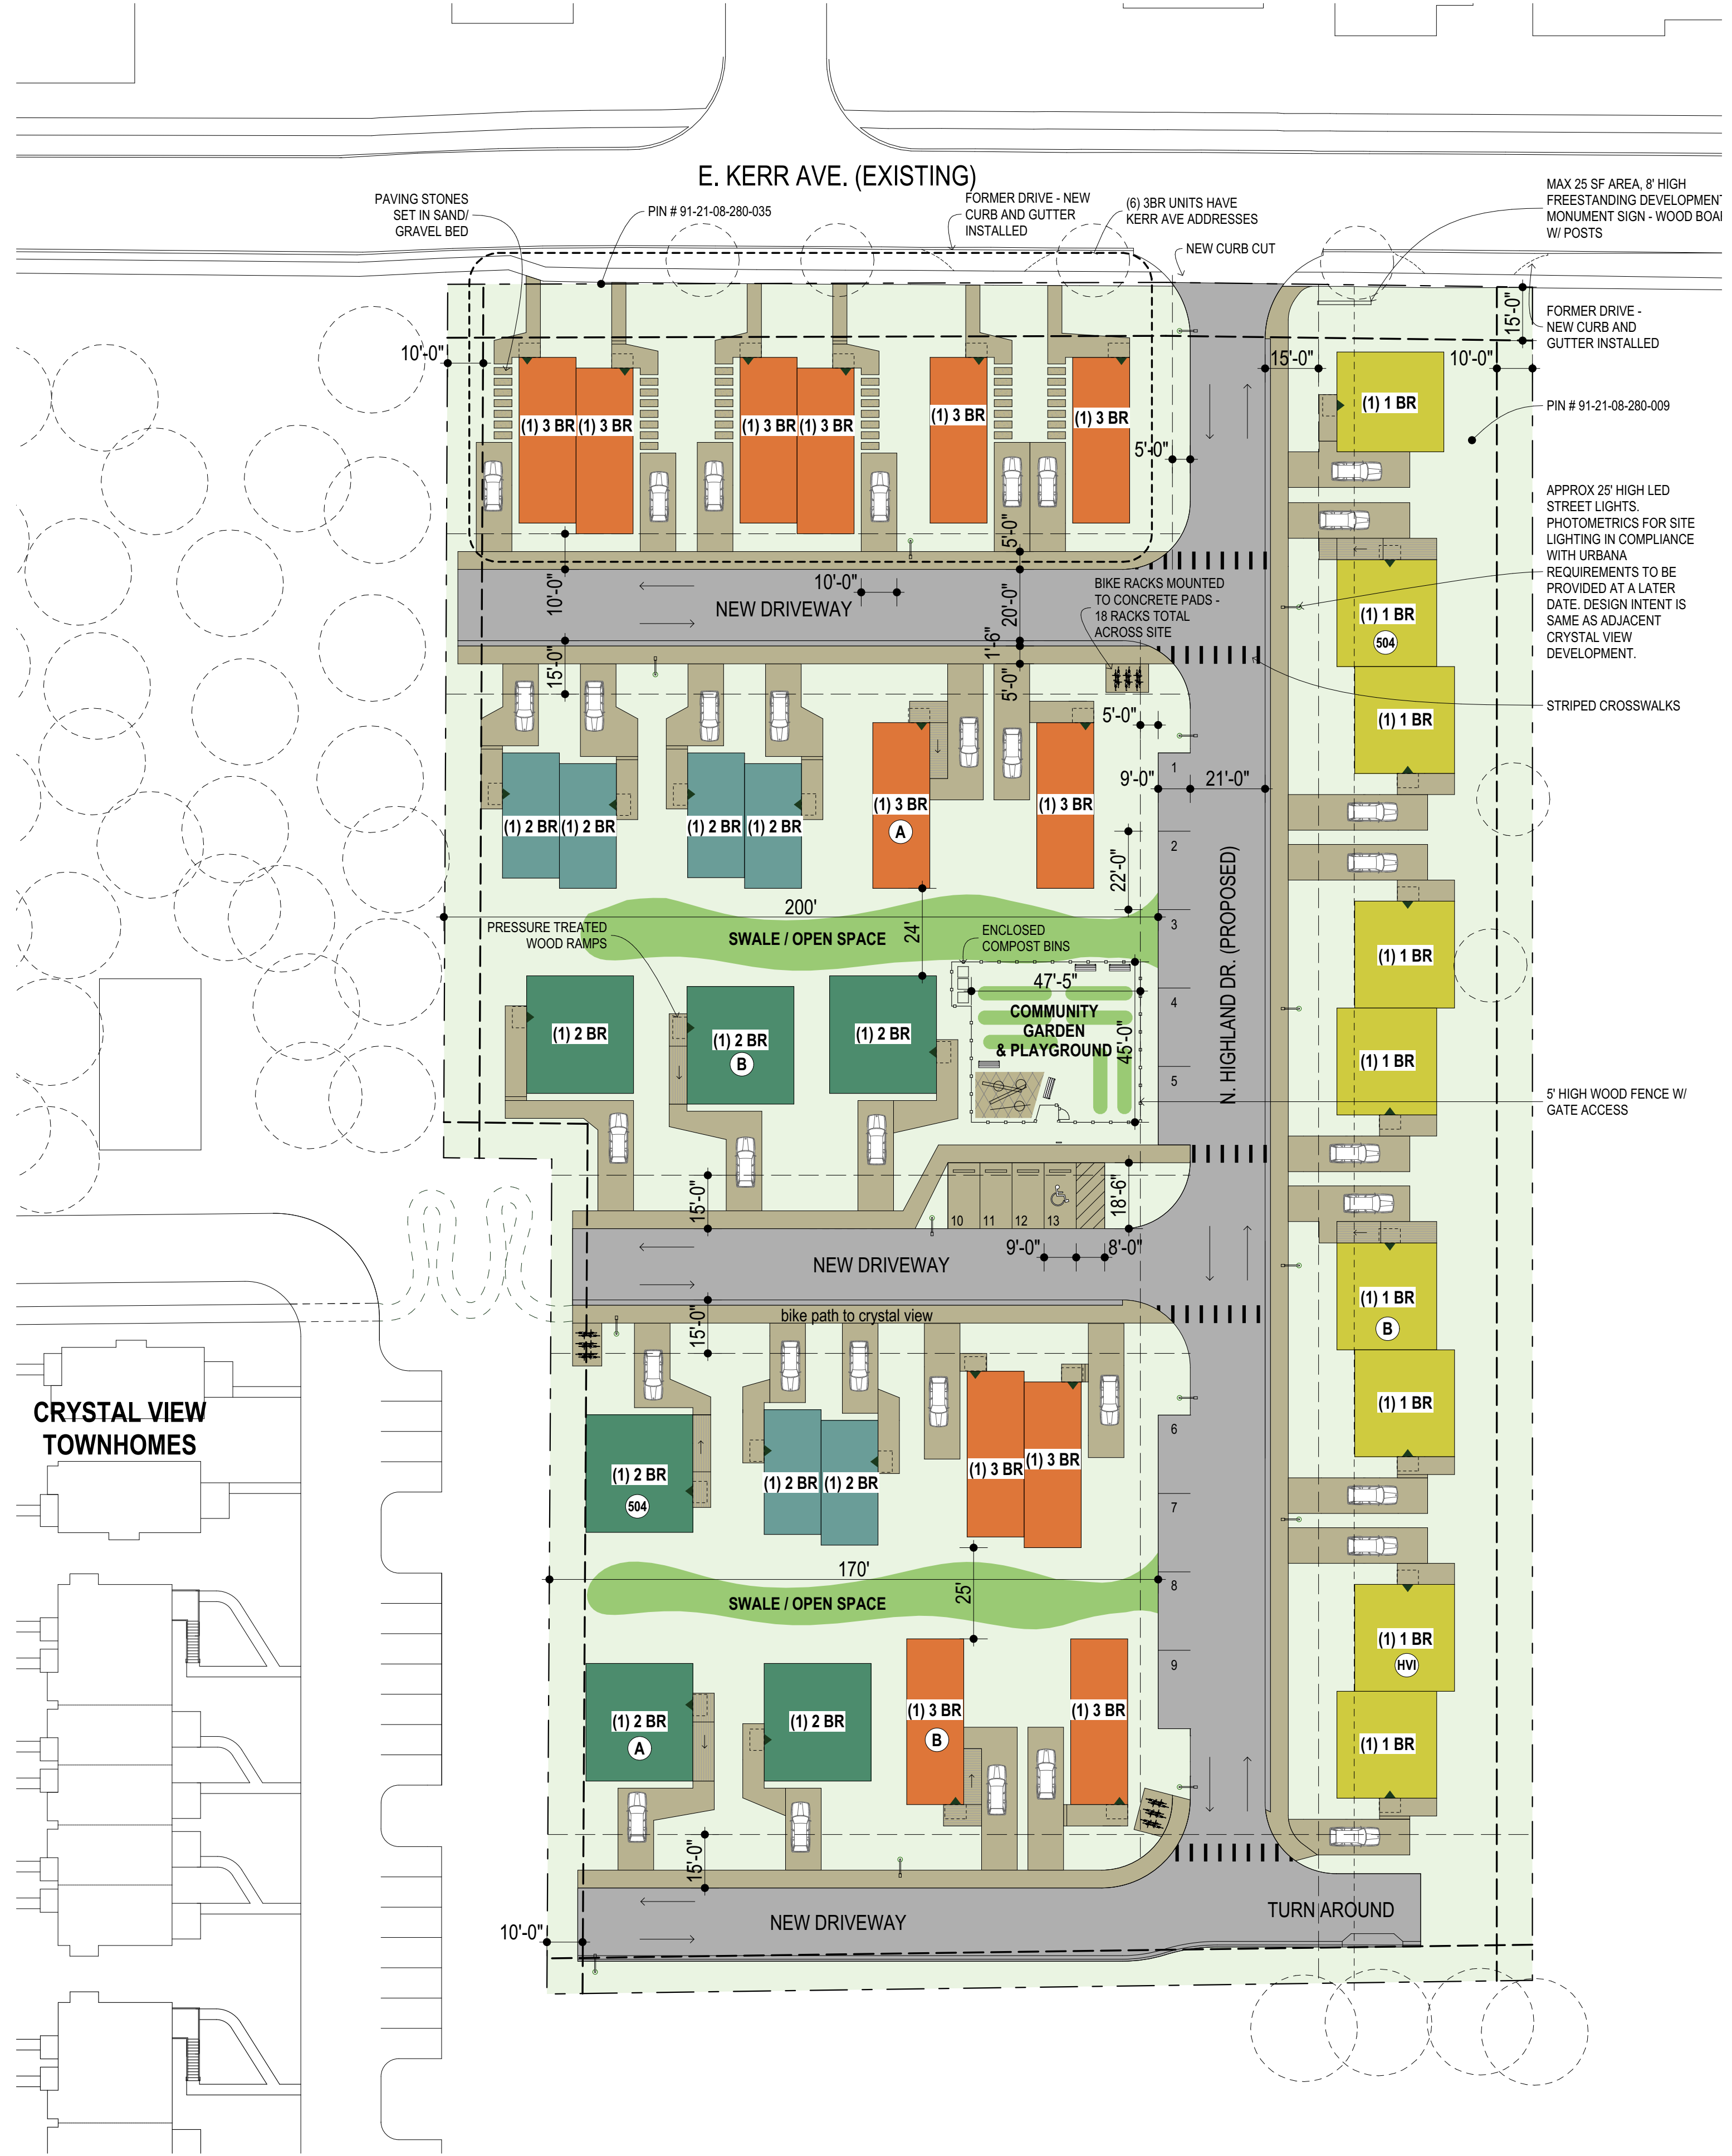 E. KERR AVE. (EXISTING)
PAVING STONES
SET IN SAND/
GRAVEL BED
PIN # 91-21-08-280-035
FORMER DRIVE - NEW
CURB AND GUTTER
INSTALLED
(6) 3BR UNITS HAVE
KERR AVE ADDRESSES
NEW CURB CUT
MAX 25 SF AREA, 8' HIGH
FREESTANDING DEVELOPMENT
MONUMENT SIGN - WOOD BOA
W/ POSTS
15'-0"
FORMER DRIVE -
NEW CURB AND
GUTTER INSTALLED
10'-0"
15'-0"
10'-0"
PIN # 91-21-08-280-009
(1) 1 BR
(1) 3 BR
(1) 3 BR
(1) 3 BR
(1) 3 BR
(1) 3 BR
(1) 3 BR
5'-0"
5'-0"
APPROX 25' HIGH LED
STREET LIGHTS.
PHOTOMETRICS FOR SITE
LIGHTING IN COMPLIANCE
WITH URBANA
REQUIREMENTS TO BE
PROVIDED AT A LATER
DATE. DESIGN INTENT IS
SAME AS ADJACENT
CRYSTAL VIEW
DEVELOPMENT.
10'-0"
10'-0"
NEW DRIVEWAY
20'-0"
1'-6"
BIKE RACKS MOUNTED
TO CONCRETE PADS -
18 RACKS TOTAL
ACROSS SITE
(1) 1 BR
504
15'-0"
5'-0"
5'-0"
STRIPED CROSSWALKS
(1) 1 BR
1
9'-0"
21'-0"
(1) 2 BR
(1) 2 BR
(1) 2 BR
(1) 2 BR
(1) 3 BR
A
(1) 3 BR
2
22'-0"
N. HIGHLAND DR. (PROPOSED)
200'
3
PRESSURE TREATED
WOOD RAMPS
SWALE / OPEN SPACE
24'
ENCLOSED
COMPOST BINS
(1) 1 BR
47'-5"
4
COMMUNITY
GARDEN
& PLAYGROUND
45'-0"
(1) 2 BR
(1) 2 BR
B
(1) 2 BR
(1) 1 BR
5
5' HIGH WOOD FENCE W/
GATE ACCESS
15'-0"
18'-6"
10
11
12
13
9'-0"
8'-0"
NEW DRIVEWAY
(1) 1 BR
B
bike path to crystal view
15'-0"
CRYSTAL VIEW
TOWNHOMES
(1) 1 BR
6
(1) 2 BR
504
(1) 2 BR
(1) 2 BR
(1) 3 BR
(1) 3 BR
7
170'
8
SWALE / OPEN SPACE
25'
(1) 1 BR
HVI
9
(1) 2 BR
A
(1) 2 BR
(1) 3 BR
B
(1) 3 BR
(1) 1 BR
15'-0"
10'-0"
NEW DRIVEWAY
TURN AROUND